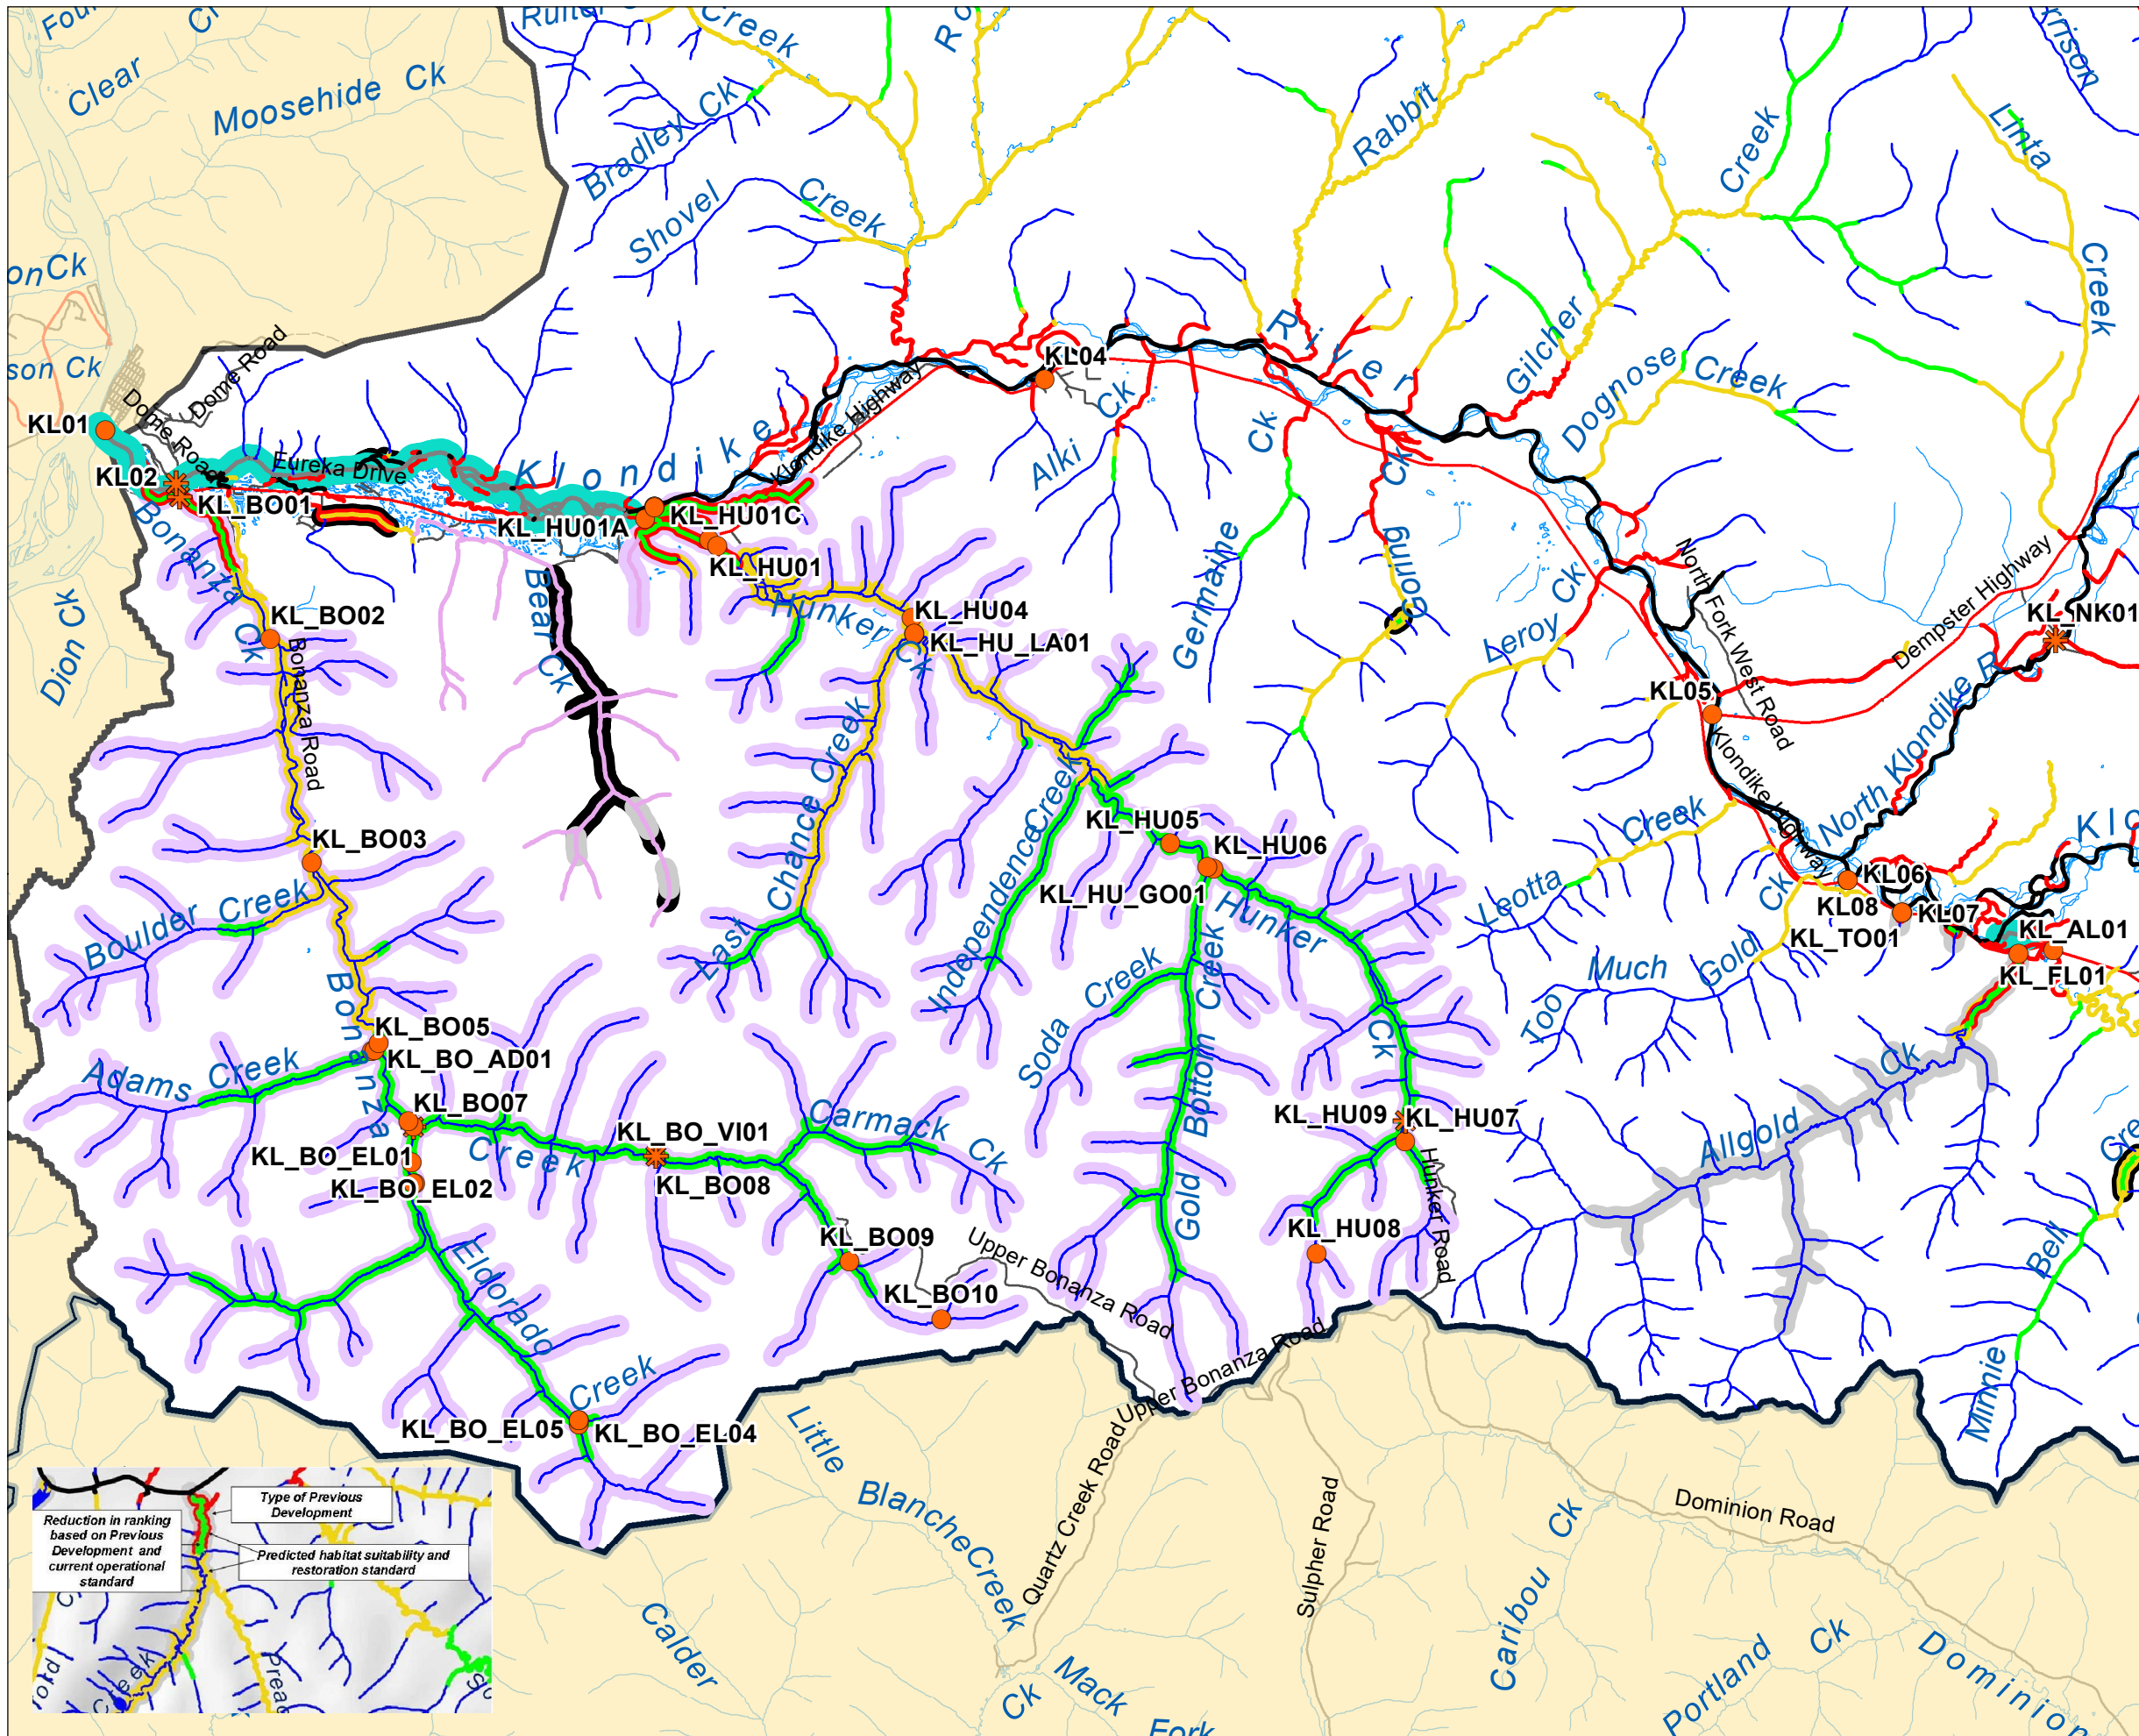 Clear
Moosehide Ck
Creek
Bradley Ck
Shovel
Creek
Rabbit
Creek
Linta
Creek
son Ck
Dome Road
Dome Road
KL01
KL02
KL_BO01
Eureka Drive
Klondike
River
Klondike Highway
KL04
Alki Ck
Gilcher
Dognose
Creek
KL_HU01A
KL_HU01C
KL_HU01
Bonanza Ck
Dion Ck
KL_BO02
Bonanza Road
Bear Ck
Hunker Ck
KL_HU04
KL_HU_LA01
Germaine Ck
Goung Ck
Leroy Ck
North Fork West Road
Dempster Highway
KL_NK01
KL05
Klondike Highway
North Klondike R
KL_BO03
Boulder Creek
Last Chance Creek
Independence Creek
KL_HU05
KL_HU06
KL_HU_GO01
Hunker Ck
Leotta Creek
KL06
KL08
KL07
KL_TO01
KL_AL01
KL_FL01
Too Much Gold Ck
Bonanza Creek
KL_BO05
KL_BO_AD01
Adams Creek
Soda Creek
Gold Bottom Creek
KL_BO07
KL_BO_VI01
Carmack Ck
KL_BO_EL01
KL_BO_EL02
KL_BO08
KL_HU09
KL_HU07
Hunker Road
KL_HU08
Allgold Ck
KL_BO09
KL_BO10
Upper Bonanza Road
Upper Bonanza Road
Eldorado Creek
KL_BO_EL05
KL_BO_EL04
Minnie Bell
Little Blanche Creek
Quartz Creek Road
Sulpher Road
Dominion Road
Caribou Ck
Calder
Ck
Mack
Fork
Portland Ck
Dominion
Type of Previous
Development
Reduction in ranking
based on Previous
Development and
current operational
standard
Predicted habitat suitability and
restoration standard
Creek